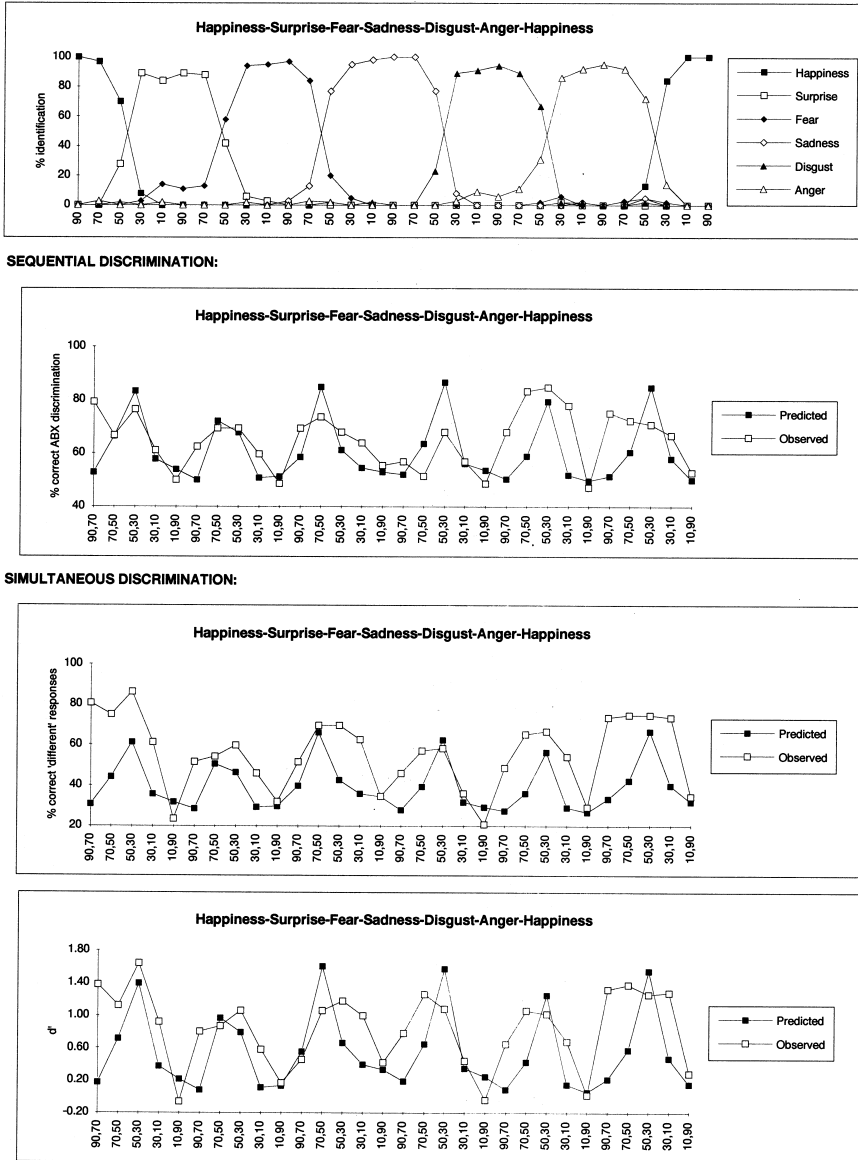 Happiness-Surprise-Fear-Sadness-Disgust-Anger-Happiness
% identification
100
80
60
40
20
0
90 70 50 30 10 90 70 50 30 10 90 70 50 30 10 90 70 50 30 10 90 70 50 30 10 90 70 50 30 10 90
Happiness
Surprise
Fear
Sadness
Disgust
Anger
SEQUENTIAL DISCRIMINATION:
Happiness-Surprise-Fear-Sadness-Disgust-Anger-Happiness
% correct ABX discrimination
100
80
60
40
90,70 70,50 50,30 30,10 10,90 90,70 70,50 50,30 30,10 10,90 90,70 70,50 50,30 30,10 10,90 90,70 70,50 50,30 30,10 10,90 90,70 70,50 50,30 30,10 10,90 90,70 70,50 50,30 30,10 10,90
Predicted
Observed
SIMULTANEOUS DISCRIMINATION:
Happiness-Surprise-Fear-Sadness-Disgust-Anger-Happiness
% correct 'different' responses
100
80
60
40
20
90,70 70,50 50,30 30,10 10,90 90,70 70,50 50,30 30,10 10,90 90,70 70,50 50,30 30,10 10,90 90,70 70,50 50,30 30,10 10,90 90,70 70,50 50,30 30,10 10,90 90,70 70,50 50,30 30,10 10,90
Predicted
Observed
Happiness-Surprise-Fear-Sadness-Disgust-Anger-Happiness
d'
1.80
1.40
1.00
0.60
0.20
-0.20
90,70 70,50 50,30 30,10 10,90 90,70 70,50 50,30 30,10 10,90 90,70 70,50 50,30 30,10 10,90 90,70 70,50 50,30 30,10 10,90 90,70 70,50 50,30 30,10 10,90 90,70 70,50 50,30 30,10 10,90
Predicted
Observed